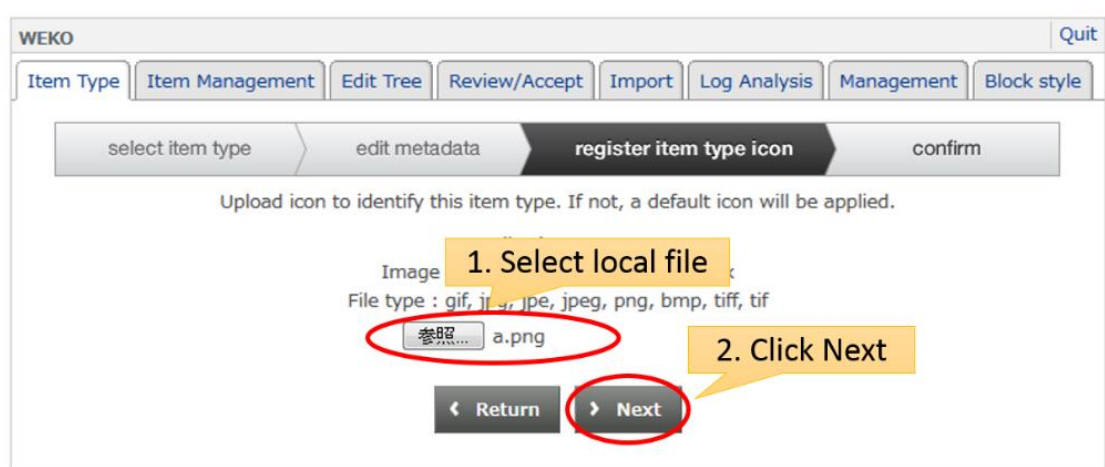 WEKO
Quit
Item Type Item Management Edit Tree Review/Accept Import Log Analysis Management Block style
select item type edit metadata register item type icon confirm
Upload icon to identify this item type. If not, a default icon will be applied.
1. Select local file
Image
File type : gif, jpg, jpe, jpeg, png, bmp, tiff, tif
参照... a.png
2. Click Next
Return Next